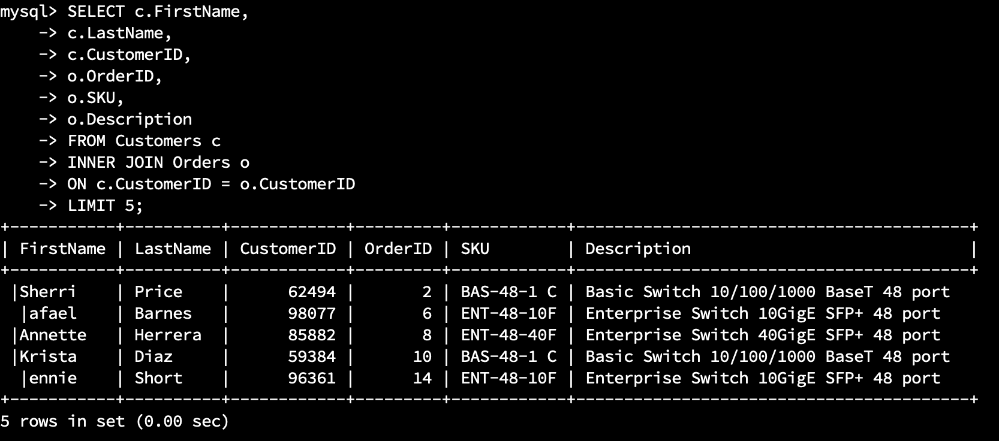 mysql> SELECT c.FirstName,
    -> c.LastName,
    -> c.CustomerID,
    -> o.OrderID,
    -> o.SKU,
    -> o.Description
    -> FROM Customers c
    -> INNER JOIN Orders o
    -> ON c.CustomerID = o.CustomerID
    -> LIMIT 5;
+-----------+----------+------------+---------+------------+-----------------------------------------+
| FirstName | LastName | CustomerID | OrderID | SKU        | Description                             |
+-----------+----------+------------+---------+------------+-----------------------------------------+
 |Sherri    | Price    |      62494 |       2 | BAS-48-1 C | Basic Switch 10/100/1000 BaseT 48 port
  |afael    | Barnes   |      98077 |       6 | ENT-48-10F | Enterprise Switch 10GigE SFP+ 48 port
 |Annette   | Herrera  |      85882 |       8 | ENT-48-40F | Enterprise Switch 40GigE SFP+ 48 port
 |Krista    | Diaz     |      59384 |      10 | BAS-48-1 C | Basic Switch 10/100/1000 BaseT 48 port
  |ennie    | Short    |      96361 |      14 | ENT-48-10F | Enterprise Switch 10GigE SFP+ 48 port
+-----------+----------+------------+---------+------------+-----------------------------------------+
5 rows in set (0.00 sec)